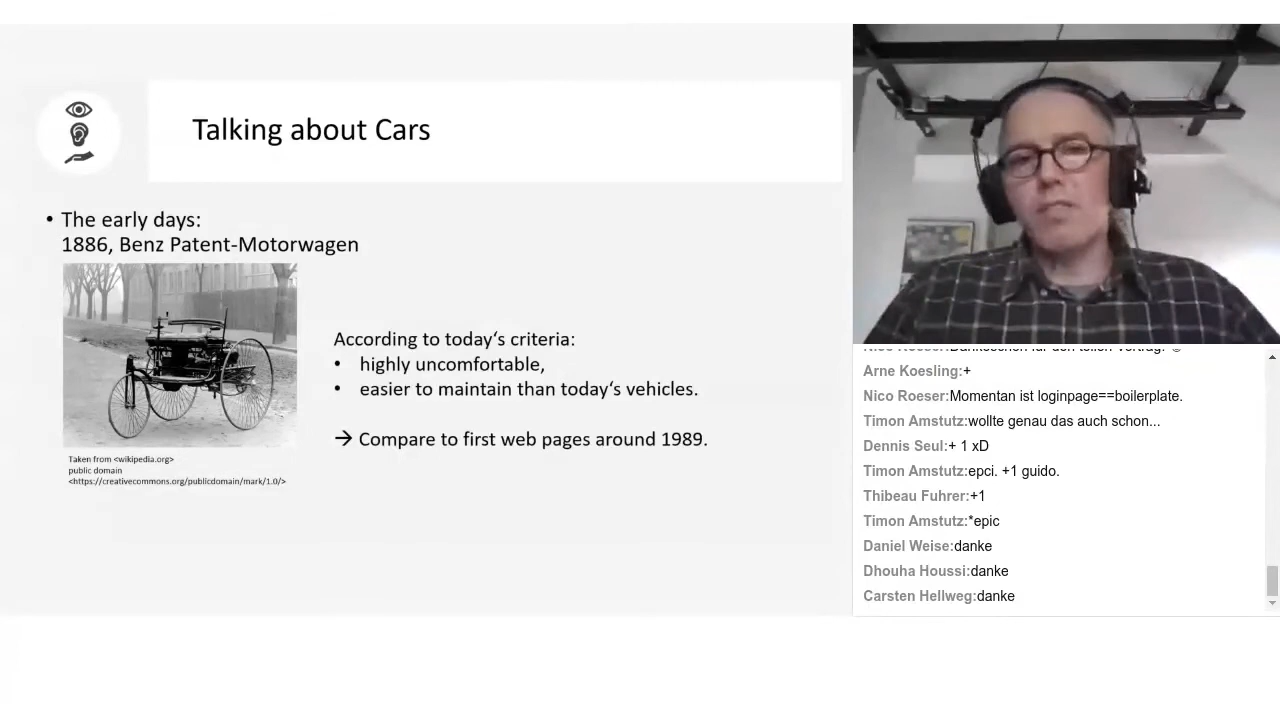 Talking about Cars
• The early days:
1886, Benz Patent-Motorwagen
According to today‘s criteria:
• highly uncomfortable,
• easier to maintain than today‘s vehicles.
→ Compare to first web pages around 1989.
Taken from <wikipedia.org>
public domain
<https://creativecommons.org/publicdomain/mark/1.0/>
Arne Koesling:+
Nico Roeser:Momentan ist loginpage==boilerplate.
Timon Amstutz:wollte genau das auch schon...
Dennis Seul:+ 1 xD
Timon Amstutz:epci. +1 guido.
Thibeau Fuhrer:+1
Timon Amstutz:*epic
Daniel Weise:danke
Dhouha Houssi:danke
Carsten Hellweg:danke